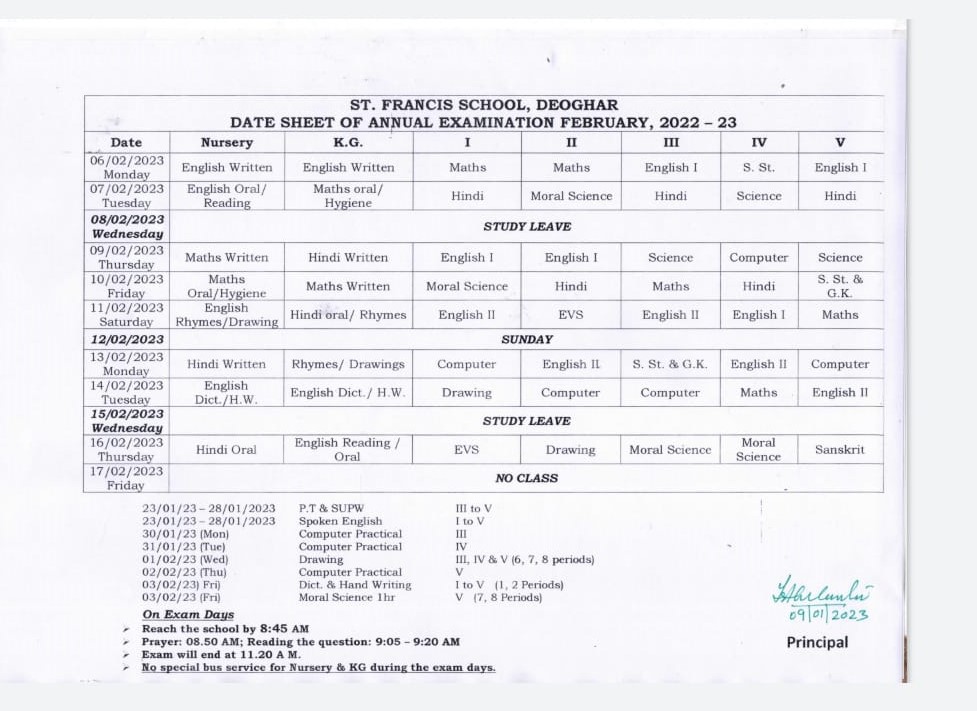 ST. FRANCIS SCHOOL, DEOGHAR
DATE SHEET OF ANNUAL EXAMINATION FEBRUARY, 2022 – 23
Date Nursery K.G. I II III IV V
06/02/2023 Monday English Written English Written Maths Maths English I S. St. English I
07/02/2023 Tuesday English Oral/ Reading Maths oral/ Hygiene Hindi Moral Science Hindi Science Hindi
08/02/2023 Wednesday STUDY LEAVE
09/02/2023 Thursday Maths Written Hindi Written English I English I Science Computer Science
10/02/2023 Friday Maths Oral/Hygiene Maths Written Moral Science Hindi Maths Hindi S. St. & G.K.
11/02/2023 Saturday English Rhymes/Drawing Hindi oral/ Rhymes English II EVS English II English I Maths
12/02/2023 SUNDAY
13/02/2023 Monday Hindi Written Rhymes/ Drawings Computer English II S. St. & G.K. English II Computer
14/02/2023 Tuesday English Dict./H.W. English Dict./ H.W. Drawing Computer Computer Maths English II
15/02/2023 Wednesday STUDY LEAVE
16/02/2023 Thursday Hindi Oral English Reading / Oral EVS Drawing Moral Science Moral Science Sanskrit
17/02/2023 Friday NO CLASS
23/01/23 – 28/01/2023 P.T & SUPW III to V
23/01/23 – 28/01/2023 Spoken English I to V
30/01/23 (Mon) Computer Practical III
31/01/23 (Tue) Computer Practical IV
01/02/23 (Wed) Drawing III, IV & V (6, 7, 8 periods)
02/02/23 (Thu) Computer Practical V
03/02/23) Fri) Dict. & Hand Writing I to V (1, 2 Periods)
03/02/23 (Fri) Moral Science 1hr V (7, 8 Periods)
On Exam Days
Reach the school by 8:45 AM
Prayer: 08.50 AM; Reading the question: 9:05 – 9:20 AM
Exam will end at 11.20 A M.
No special bus service for Nursery & KG during the exam days.
09/01/2023
Principal